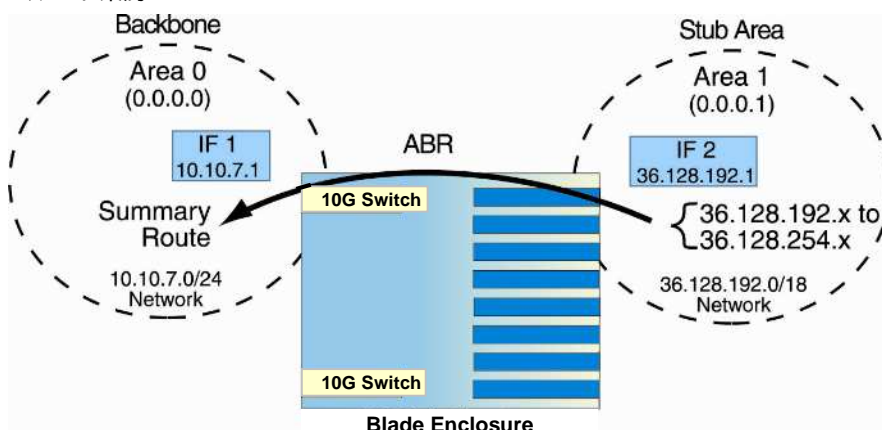 Backbone
Area 0
(0.0.0.0)
IF 1
10.10.7.1
Summary
Route
10.10.7.0/24
Network
ABR
10G Switch
10G Switch
Blade Enclosure
Stub Area
Area 1
(0.0.0.1)
IF 2
36.128.192.1
36.128.192.x to
36.128.254.x
36.128.192.0/18
Network